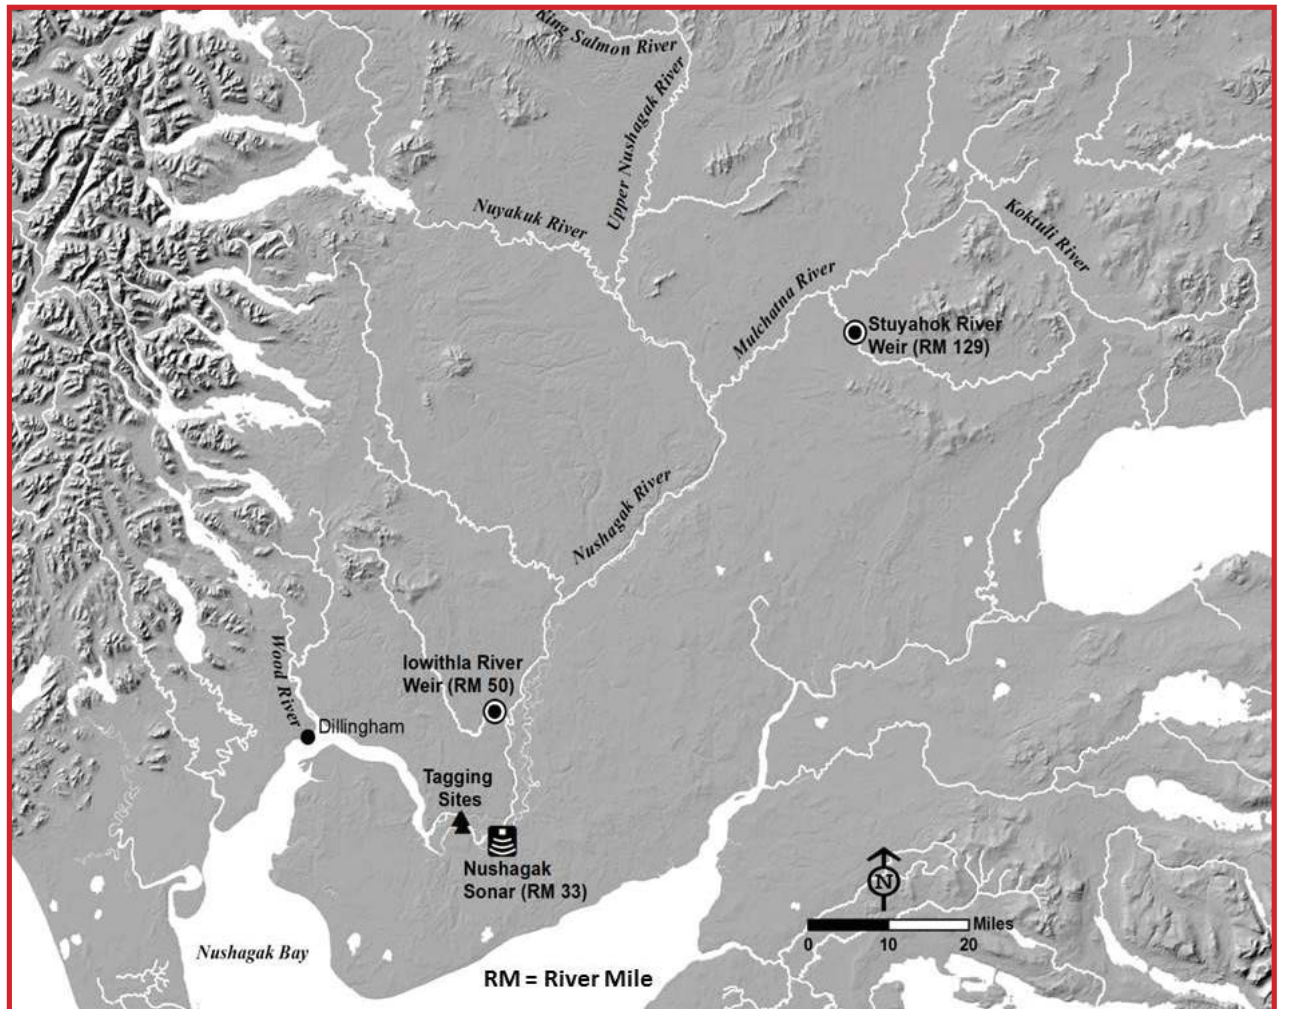 King Salmon River
Upper Nushagak River
Nuyakuk River
Koktuli River
Mulchatna River
Stuyahok River
Weir (RM 129)
Nushagak River
Iowithla River
Weir (RM 50)
Wood River
Dillingham
Tagging
Sites
Nushagak
Sonar (RM 33)
N
Miles
0 10 20
Nushagak Bay
RM = River Mile